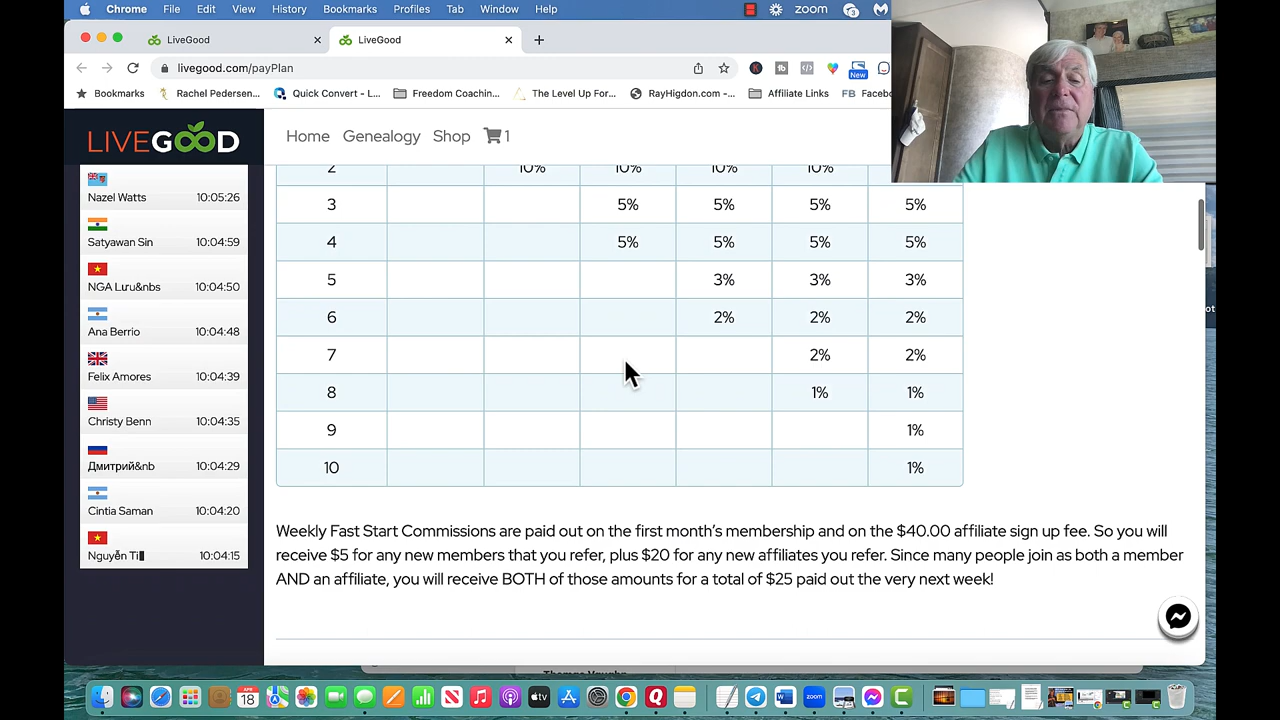 Chrome File Edit View History Bookmarks Profiles Tab Window Help zoom
LiveGood LiveGood
livegood.com/payPlan New
Bookmarks Rachel Pedersen... Quick Convert - L... Freedom Coachin... The Level Up For... RayHigdon.com -... Affiliate Links FB Facebo
LIVEGOOD Home Genealogy Shop 1
Nazel Watts 10:05:26
Satyawan Sin 10:04:59
NGA Lưu&nbs 10:04:50
Ana Berrio 10:04:48
Felix Amores 10:04:39
Christy Benn 10:04:35
Дмитрий&nb 10:04:29
Cintia Saman 10:04:20
Nguyễn Ti 10:04:15
2 10% 10% 10% 10%
3 5% 5% 5% 5%
4 5% 5% 5% 5%
5 3% 3% 3%
6 2% 2% 2%
7 2% 2%
8 1% 1%
9 1%
10 1%
Weekly Fast Start Commissions are paid out on the first month's membership and on the $40.00 affiliate sign up fee. So you will
receive $5 for any new members that you refer, plus $20 for any new affiliates you refer. Since many people join as both a member
AND an affiliate, you will receive BOTH of those amounts for a total of $25 paid out the very next week!
APR
18
zoom